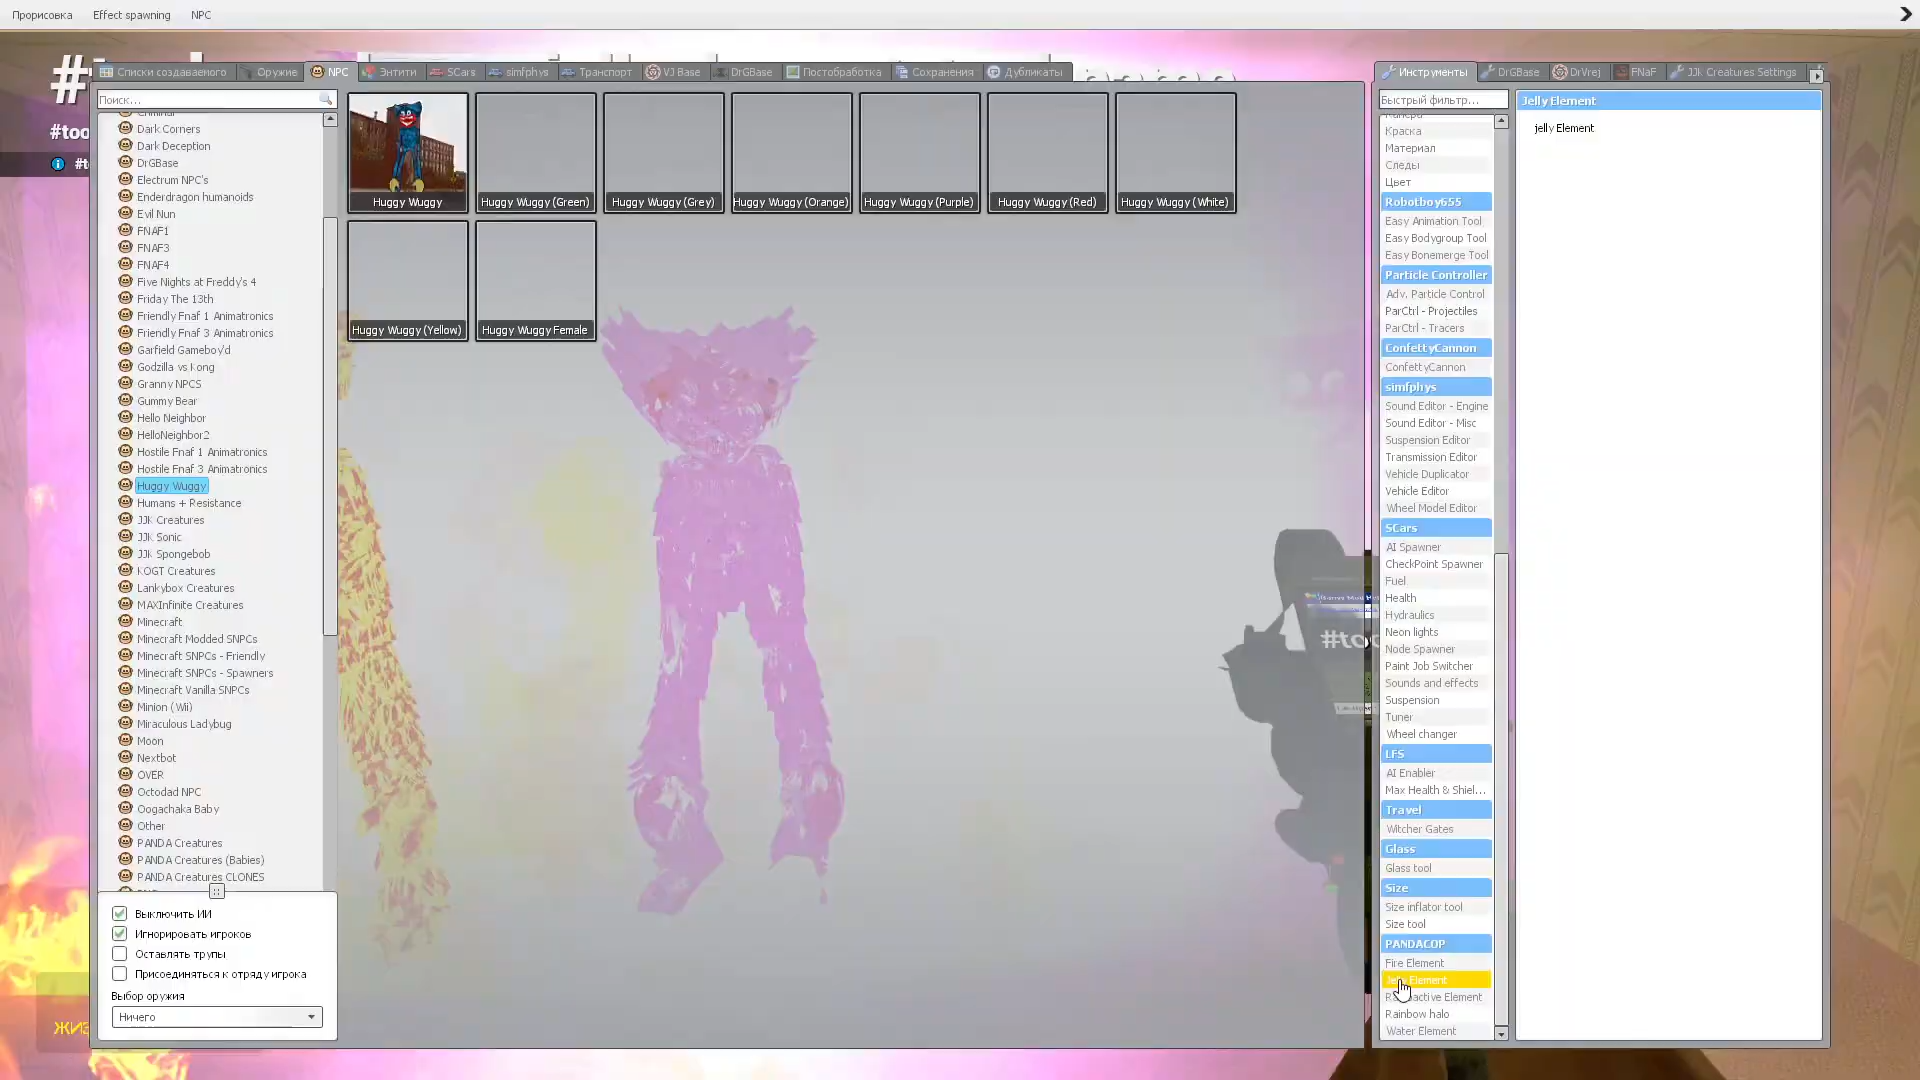 Прорисовка Effect spawning NPC
Списки создаваемого Оружие NPC Энтити SCars simfphys Транспорт VJ Base DrGBase Постобработка Сохранения Дубликаты
Инструменты DrGBase DrVrej FNaF JJK Creatures Settings
#
#too
#t
Поиск...
Criminal
Dark Corners
Dark Deception
DrGBase
Electrum NPC's
Enderdragon humanoids
Evil Nun
FNAF1
FNAF3
FNAF4
Five Nights at Freddy's 4
Friday The 13th
Friendly Fnaf 1 Animatronics
Friendly Fnaf 3 Animatronics
Garfield Gameboy'd
Godzilla vs Kong
Granny NPCS
Gummy Bear
Hello Neighbor
HelloNeighbor2
Hostile Fnaf 1 Animatronics
Hostile Fnaf 3 Animatronics
Huggy Wuggy
Humans + Resistance
JJK Creatures
JJK Sonic
JJK Spongebob
KOGT Creatures
Lankybox Creatures
MAXInfinite Creatures
Minecraft
Minecraft Modded SNPCs
Minecraft SNPCs - Friendly
Minecraft SNPCs - Spawners
Minecraft Vanilla SNPCs
Minion (Wii)
Miraculous Ladybug
Moon
Nextbot
OVER
Octodad NPC
Oogachaka Baby
Other
PANDA Creatures
PANDA Creatures (Babies)
PANDA Creatures CLONES
Выключить ИИ
Игнорировать игроков
Оставлять трупы
Присоединяться к отряду игрока
Выбор оружия
Ничего
ЖИЗ
Huggy Wuggy
Huggy Wuggy (Green)
Huggy Wuggy (Grey)
Huggy Wuggy (Orange)
Huggy Wuggy (Purple)
Huggy Wuggy (Red)
Huggy Wuggy (White)
Huggy Wuggy (Yellow)
Huggy Wuggy Female
#too
Быстрый фильтр...
Камера
Краска
Материал
Следы
Цвет
Robotboy655
Easy Animation Tool
Easy Bodygroup Tool
Easy Bonemerge Tool
Particle Controller
Adv. Particle Control
ParCtrl - Projectiles
ParCtrl - Tracers
ConfettyCannon
ConfettyCannon
simfphys
Sound Editor - Engine
Sound Editor - Misc
Suspension Editor
Transmission Editor
Vehicle Duplicator
Vehicle Editor
Wheel Model Editor
SCars
AI Spawner
CheckPoint Spawner
Fuel
Health
Hydraulics
Neon lights
Node Spawner
Paint Job Switcher
Sounds and effects
Suspension
Tuner
Wheel changer
LFS
AI Enabler
Max Health & Shiel...
Travel
Witcher Gates
Glass
Glass tool
Size
Size inflator tool
Size tool
PANDACOP
Fire Element
Jelly Element
Radioactive Element
Rainbow halo
Water Element
Jelly Element
jelly Element